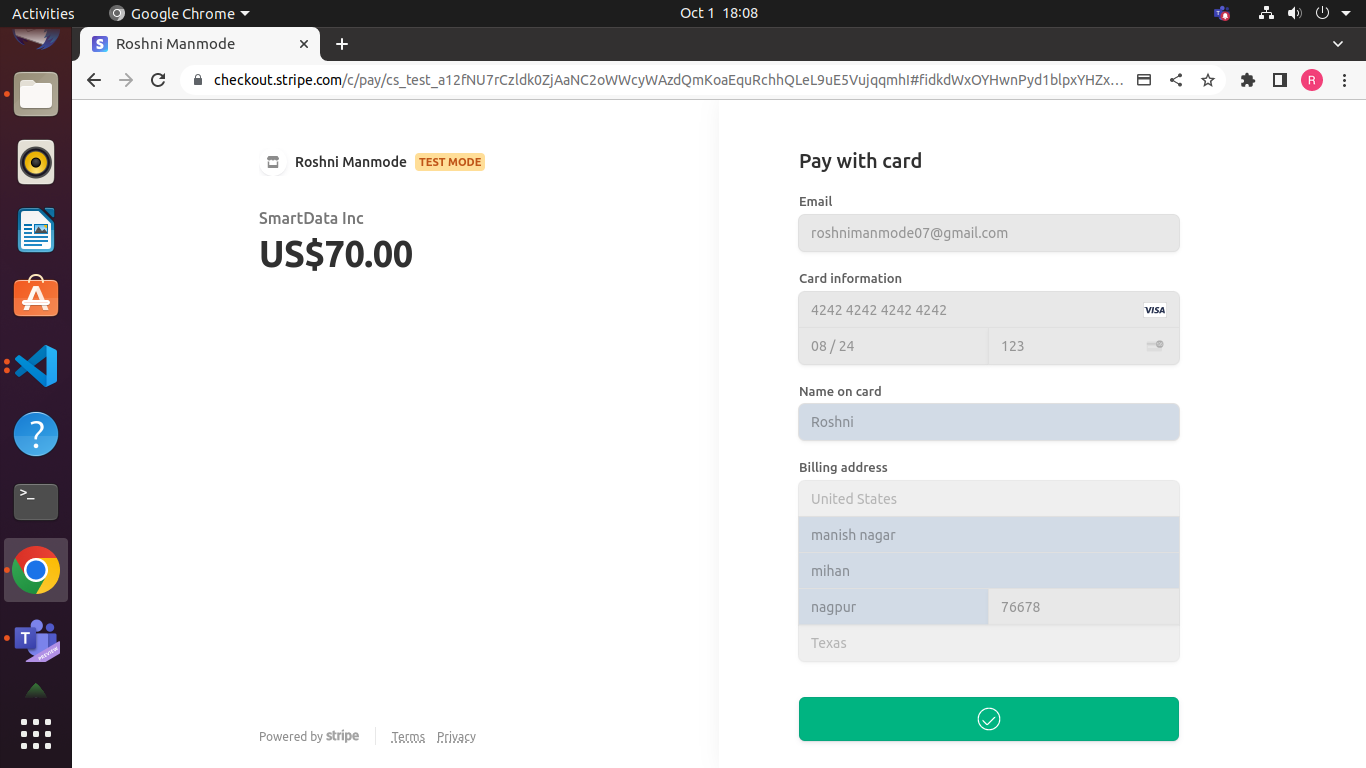 Activities
Google Chrome
Oct 1 18:08
Roshni Manmode
checkout.stripe.com/c/pay/cs_test_a12fNU7rCzldk0ZjAaNC2oWWcyWAzdQmKoaEquRchhQLeL9uE5VujqqmhI#fidkdWxOYHwnPyd1blpxYHZx…
R
Roshni Manmode TEST MODE
SmartData Inc
US$70.00
Powered by stripe
Terms Privacy
Pay with card
Email
roshnimanmode07@gmail.com
Card information
4242 4242 4242 4242 VISA
08 / 24 123
Name on card
Roshni
Billing address
United States
manish nagar
mihan
nagpur 76678
Texas